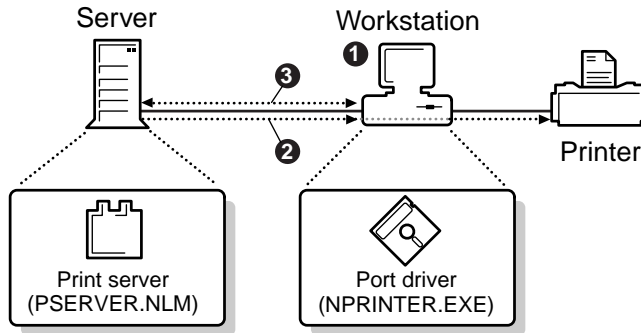 Server
Workstation
1
3
2
Printer
Print server
(PSERVER.NLM)
Port driver
(NPRINTER.EXE)